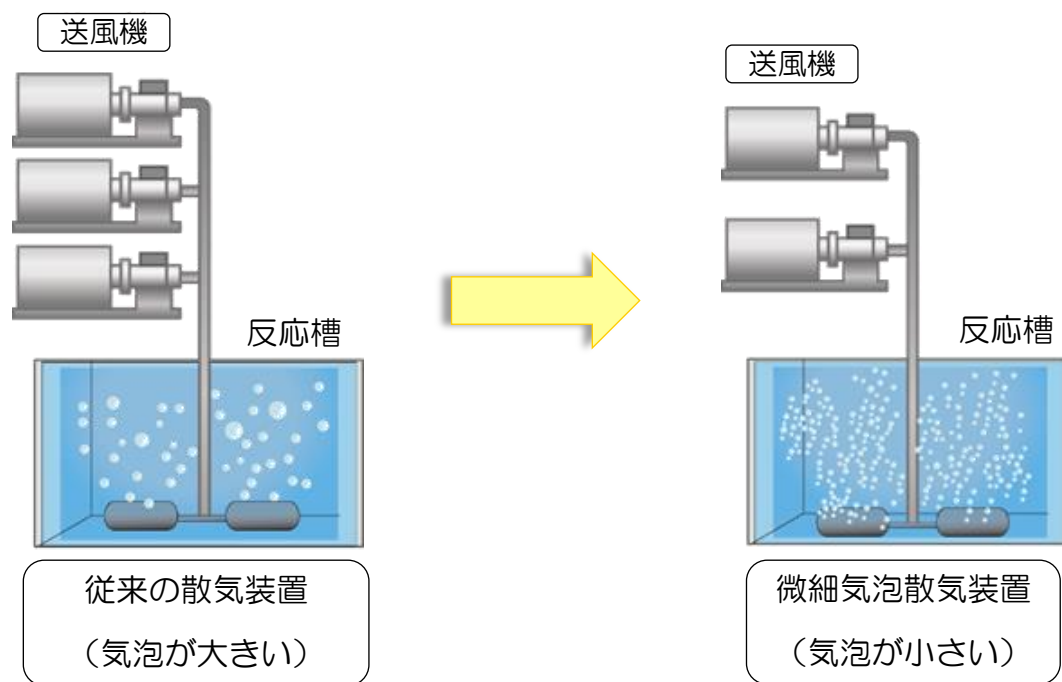 送風機
送風機
反応槽
反応槽
従来の散気装置
（気泡が大きい）
微細気泡散気装置
（気泡が小さい）